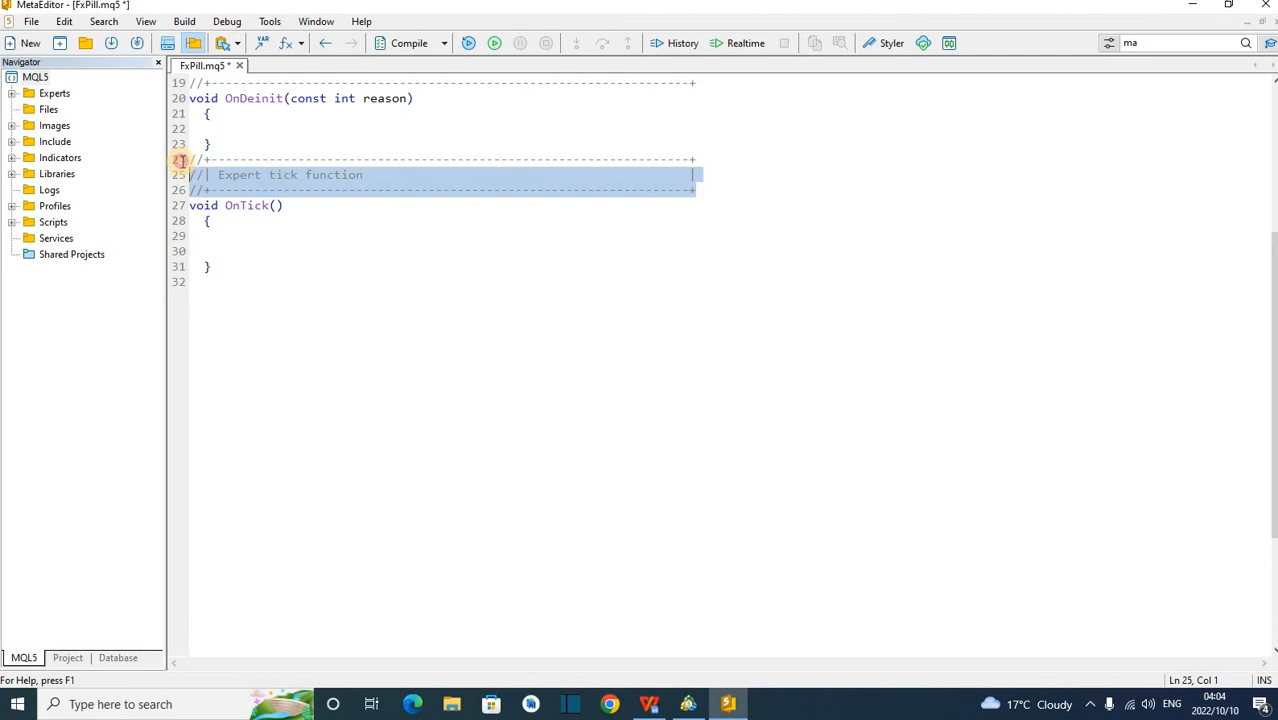 MetaEditor - [FxPill.mq5 *]
File Edit Search View Build Debug Tools Window Help
New Compile History Realtime Styler ma
Navigator
FxPill.mq5 *
MQL5
Experts
Files
Images
Include
Indicators
Libraries
Logs
Profiles
Scripts
Services
Shared Projects
19 //+------------------------------------------------------------------+
20 void OnDeinit(const int reason)
21 {
22
23 }
//+------------------------------------------------------------------+
25 //| Expert tick function |
26 //+------------------------------------------------------------------+
27 void OnTick()
28 {
29
30
31 }
32
MQL5 Project Database
For Help, press F1
Ln 25, Col 1 INS
Type here to search
17°C Cloudy
ENG
04:04
2022/10/10
4